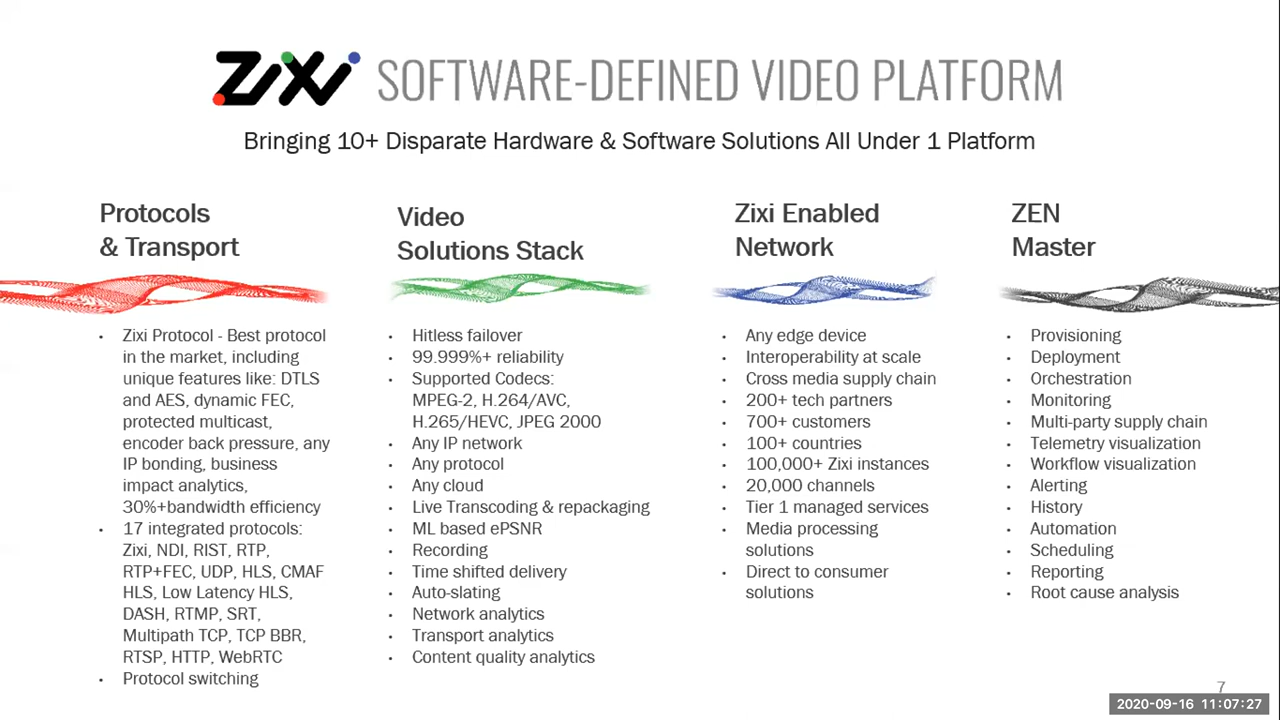 Zixi SOFTWARE-DEFINED VIDEO PLATFORM
Bringing 10+ Disparate Hardware & Software Solutions All Under 1 Platform
Protocols
& Transport
• Zixi Protocol - Best protocol
in the market, including
unique features like: DTLS
and AES, dynamic FEC,
protected multicast,
encoder back pressure, any
IP bonding, business
impact analytics,
30%+bandwidth efficiency
• 17 integrated protocols:
Zixi, NDI, RIST, RTP,
RTP+FEC, UDP, HLS, CMAF
HLS, Low Latency HLS,
DASH, RTMP, SRT,
Multipath TCP, TCP BBR,
RTSP, HTTP, WebRTC
• Protocol switching
Video
Solutions Stack
• Hitless failover
• 99.999%+ reliability
• Supported Codecs:
MPEG-2, H.264/AVC,
H.265/HEVC, JPEG 2000
• Any IP network
• Any protocol
• Any cloud
• Live Transcoding & repackaging
• ML based ePSNR
• Recording
• Time shifted delivery
• Auto-slating
• Network analytics
• Transport analytics
• Content quality analytics
Zixi Enabled
Network
• Any edge device
• Interoperability at scale
• Cross media supply chain
• 200+ tech partners
• 700+ customers
• 100+ countries
• 100,000+ Zixi instances
• 20,000 channels
• Tier 1 managed services
• Media processing
solutions
• Direct to consumer
solutions
ZEN
Master
• Provisioning
• Deployment
• Orchestration
• Monitoring
• Multi-party supply chain
• Telemetry visualization
• Workflow visualization
• Alerting
• History
• Automation
• Scheduling
• Reporting
• Root cause analysis
7
2020-09-16 11:07:27